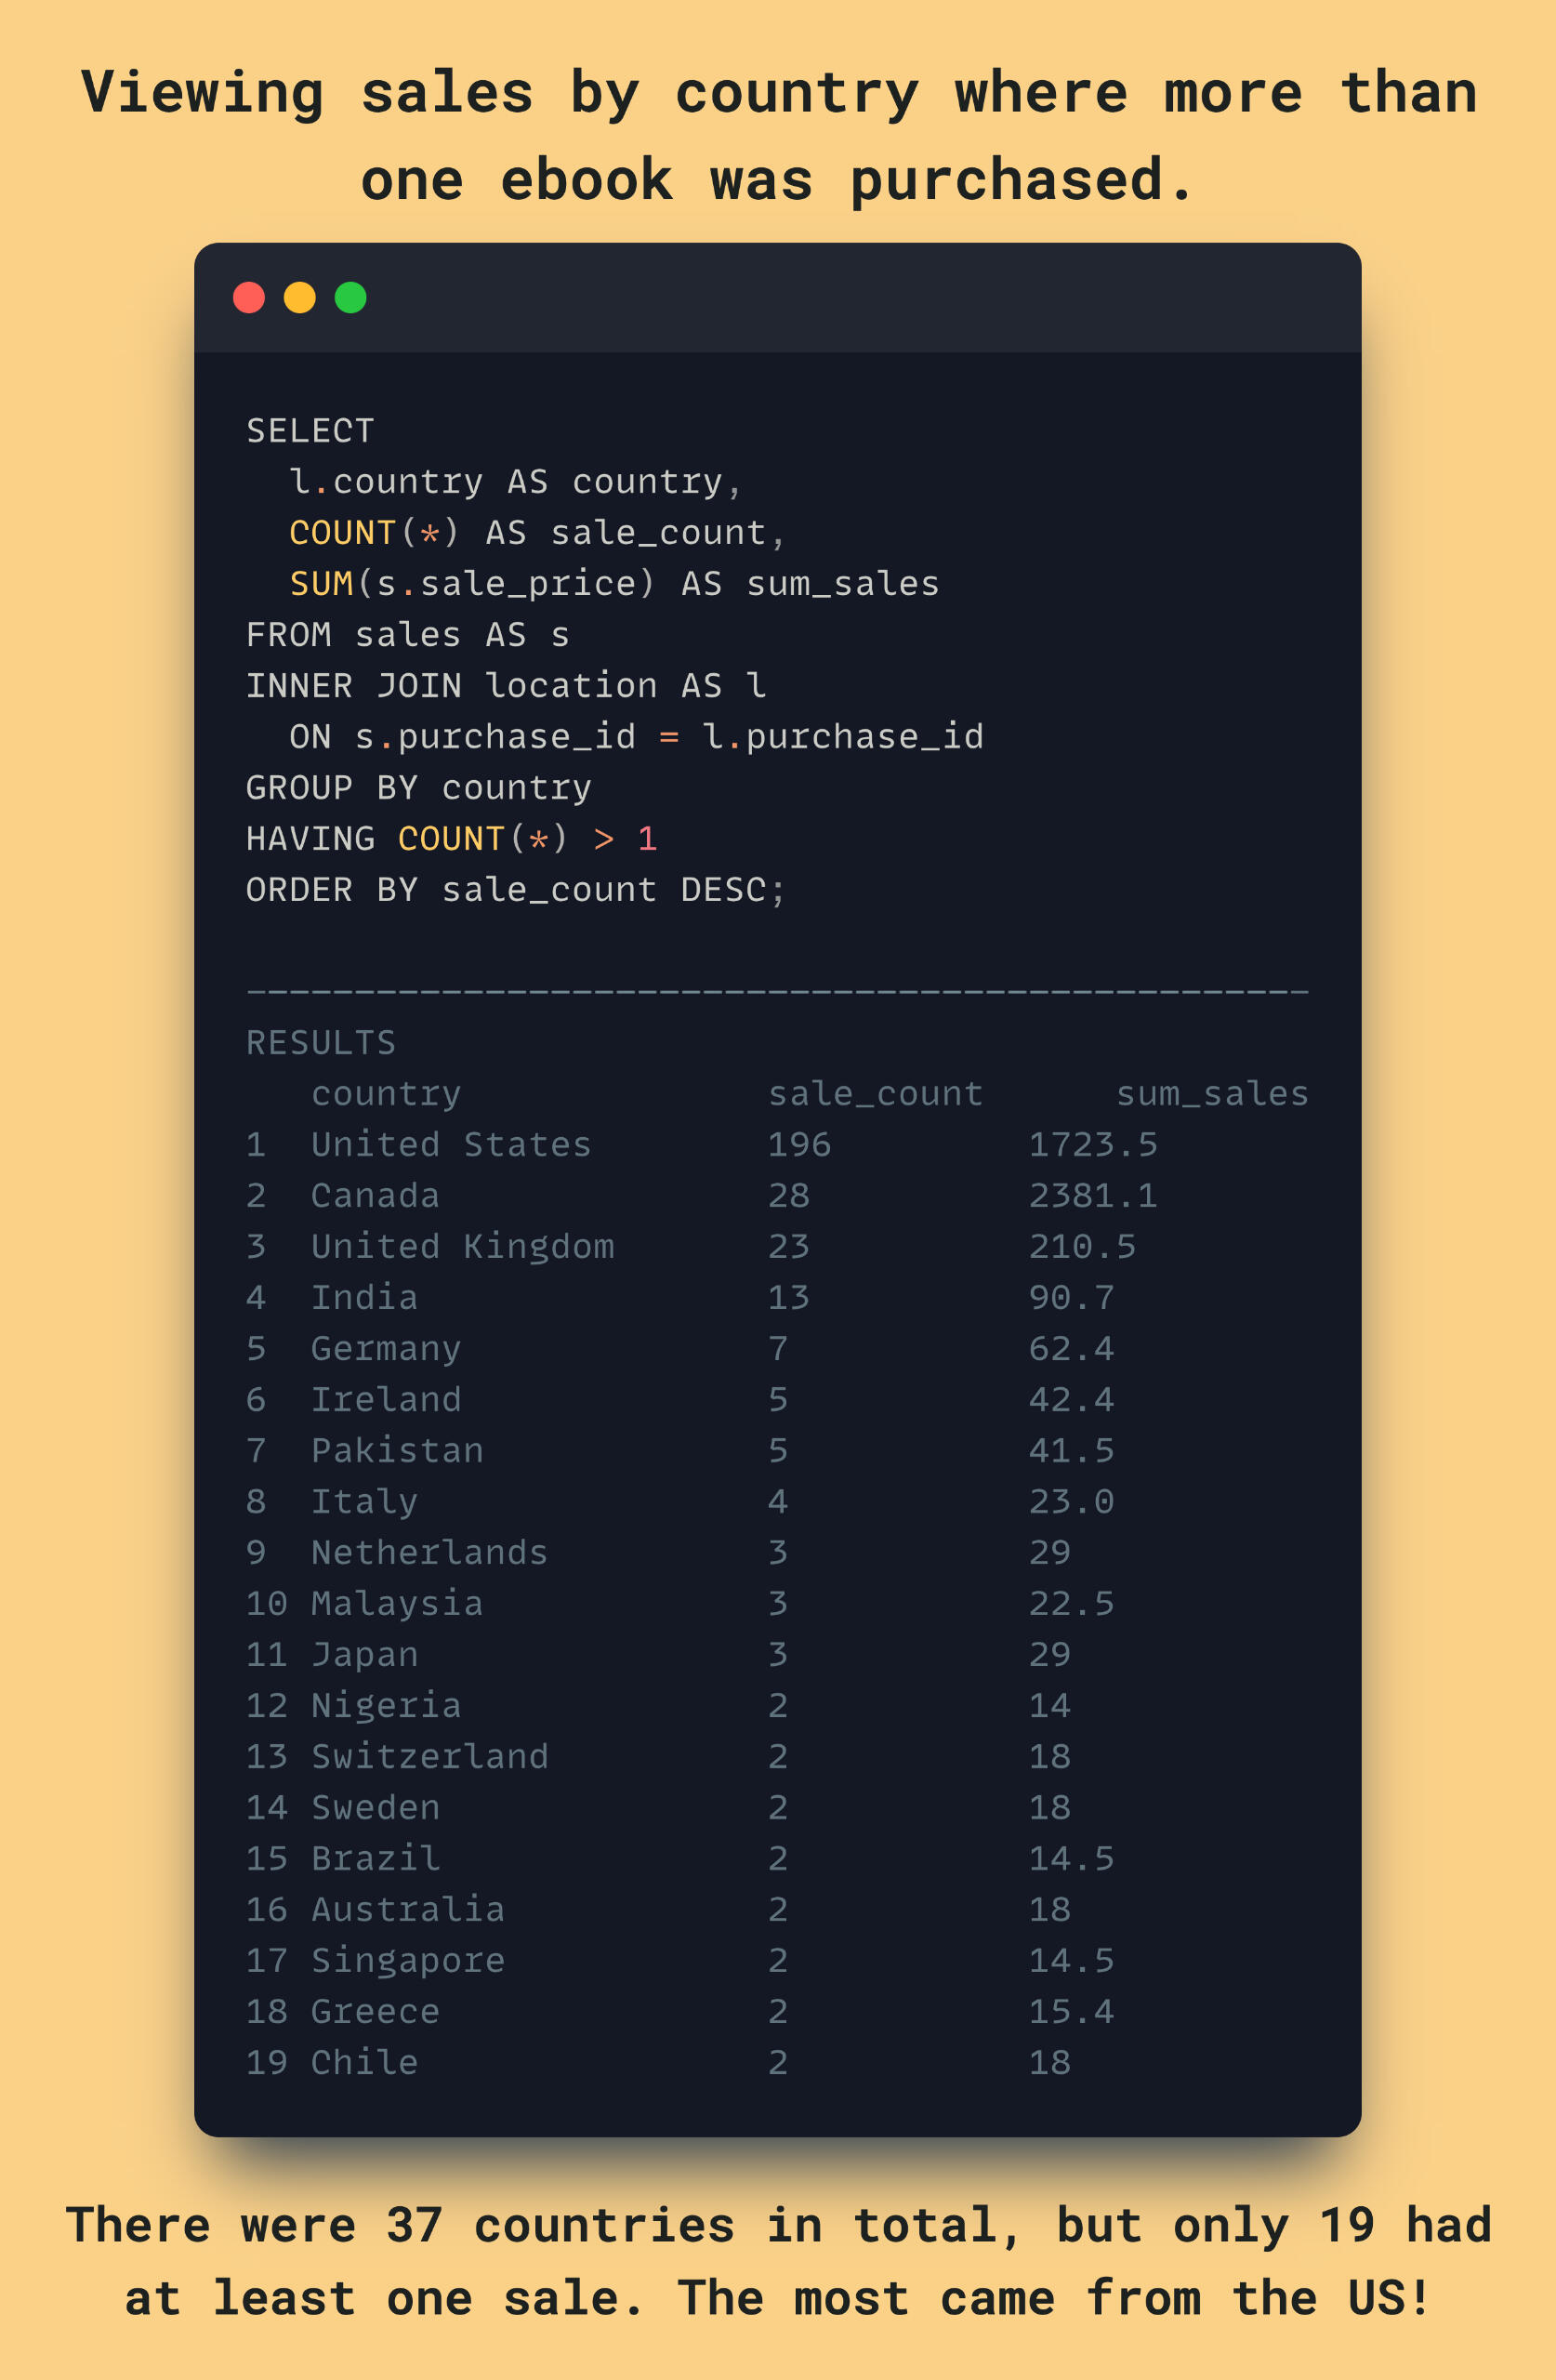 Viewing sales by country where more than
one ebook was purchased.
SELECT
  l.country AS country,
  COUNT(*) AS sale_count,
  SUM(s.sale_price) AS sum_sales
FROM sales AS s
INNER JOIN location AS l
  ON s.purchase_id = l.purchase_id
GROUP BY country
HAVING COUNT(*) > 1
ORDER BY sale_count DESC;
-------------------------------------------------
RESULTS
   country              sale_count      sum_sales
1  United States        196         1723.5
2  Canada               28          2381.1
3  United Kingdom       23          210.5
4  India                13          90.7
5  Germany              7           62.4
6  Ireland              5           42.4
7  Pakistan             5           41.5
8  Italy                4           23.0
9  Netherlands          3           29
10 Malaysia             3           22.5
11 Japan                3           29
12 Nigeria              2           14
13 Switzerland          2           18
14 Sweden               2           18
15 Brazil               2           14.5
16 Australia            2           18
17 Singapore            2           14.5
18 Greece               2           15.4
19 Chile                2           18
There were 37 countries in total, but only 19 had
at least one sale. The most came from the US!